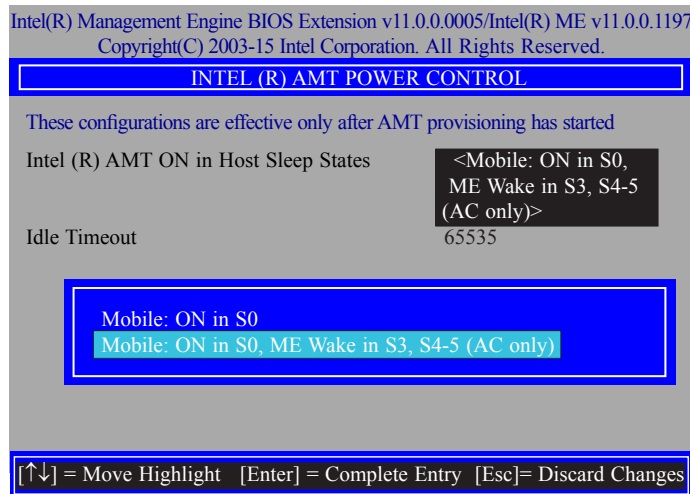 Intel(R) Management Engine BIOS Extension v11.0.0.0005/Intel(R) ME v11.0.0.1197
Copyright(C) 2003-15 Intel Corporation. All Rights Reserved.
INTEL (R) AMT POWER CONTROL
These configurations are effective only after AMT provisioning has started
Intel (R) AMT ON in Host Sleep States
<Mobile: ON in S0,
ME Wake in S3, S4-5
(AC only)>
Idle Timeout
65535
Mobile: ON in S0
Mobile: ON in S0, ME Wake in S3, S4-5 (AC only)
[↑↓] = Move Highlight [Enter] = Complete Entry [Esc]= Discard Changes